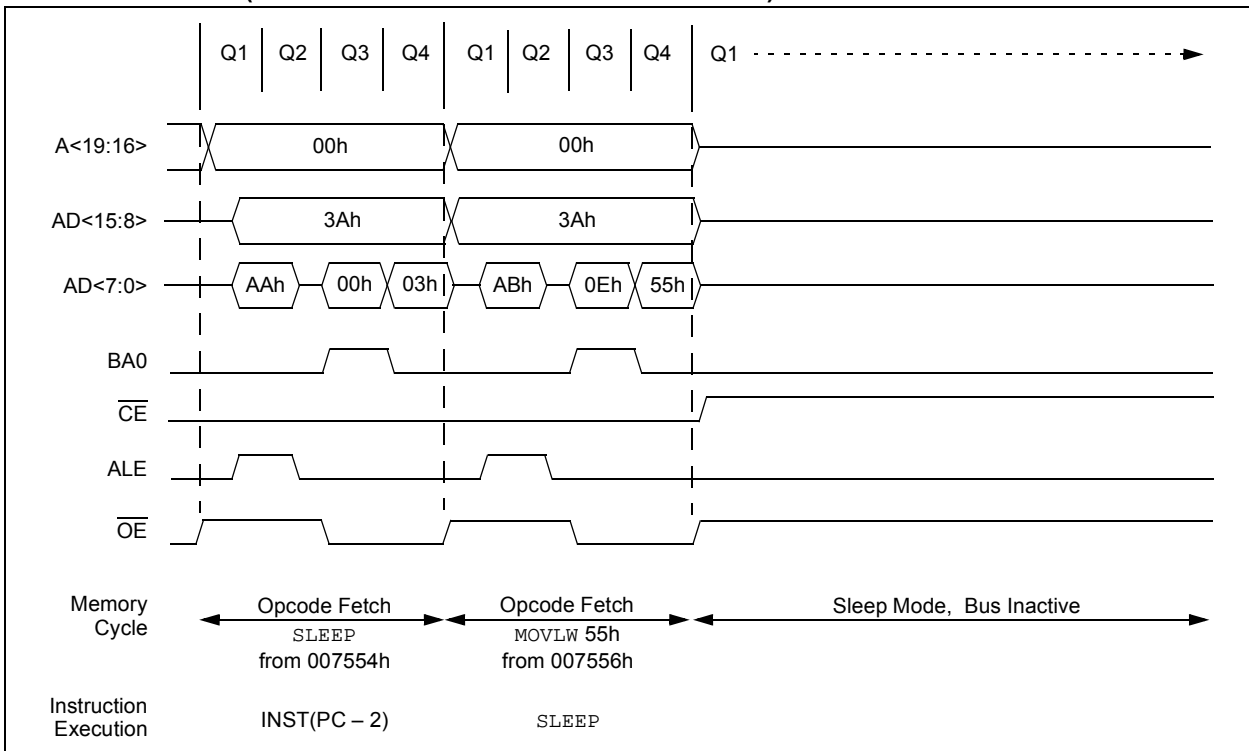 Q1 Q2 Q3 Q4 Q1 Q2 Q3 Q4 Q1
A<19:16> 00h 00h
AD<15:8> 3Ah 3Ah
AD<7:0> AAh 00h 03h ABh 0Eh 55h
BA0
CE
ALE
OE
Memory Cycle
Opcode Fetch
SLEEP
from 007554h
Opcode Fetch
MOVLW 55h
from 007556h
Sleep Mode, Bus Inactive
Instruction Execution
INST(PC – 2)
SLEEP